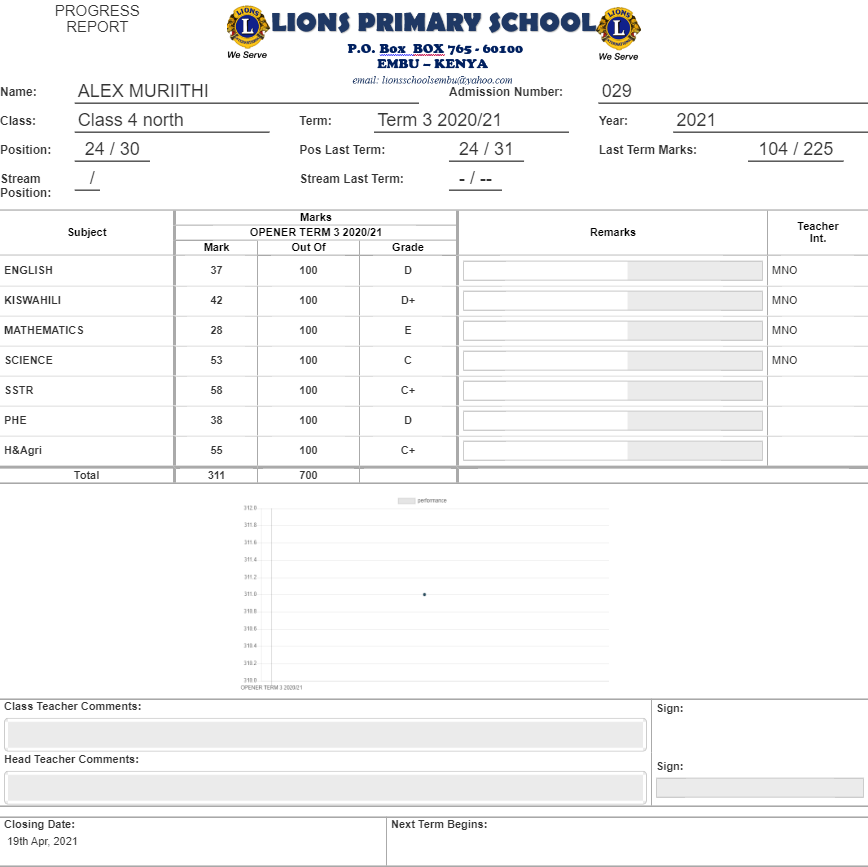 PROGRESS
REPORT
LIONS PRIMARY SCHOOL
P.O. Box BOX 765 - 60100
EMBU – KENYA
email: lionsschoolsembu@yahoo.com
L
LIONS
INTERNATIONAL
We Serve
L
LIONS
INTERNATIONAL
We Serve
Name: ALEX MURIITHI Admission Number: 029
Class: Class 4 north Term: Term 3 2020/21 Year: 2021
Position: 24 / 30 Pos Last Term: 24 / 31 Last Term Marks: 104 / 225
Stream Position: / Stream Last Term: - / --
Subject Marks Remarks Teacher Int.
OPENER TERM 3 2020/21
Mark Out Of Grade
ENGLISH 37 100 D MNO
KISWAHILI 42 100 D+ MNO
MATHEMATICS 28 100 E MNO
SCIENCE 53 100 C MNO
SSTR 58 100 C+
PHE 38 100 D
H&Agri 55 100 C+
Total 311 700
performance
312.0
311.8
311.6
311.4
311.2
311.0
310.8
310.6
310.4
310.2
310.0
OPENER TERM 3 2020/21
Class Teacher Comments: Sign:
Head Teacher Comments: Sign:
Closing Date: Next Term Begins:
19th Apr, 2021